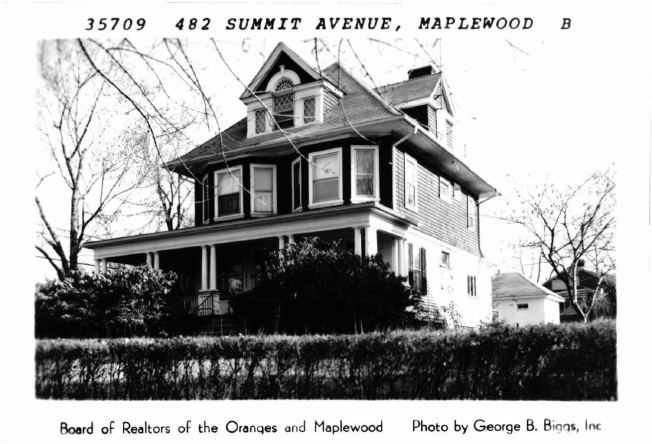 35709 482 SUMMIT AVENUE, MAPLEWOOD B
Board of Realtors of the Oranges and Maplewood Photo by George B. Biggs, Inc.